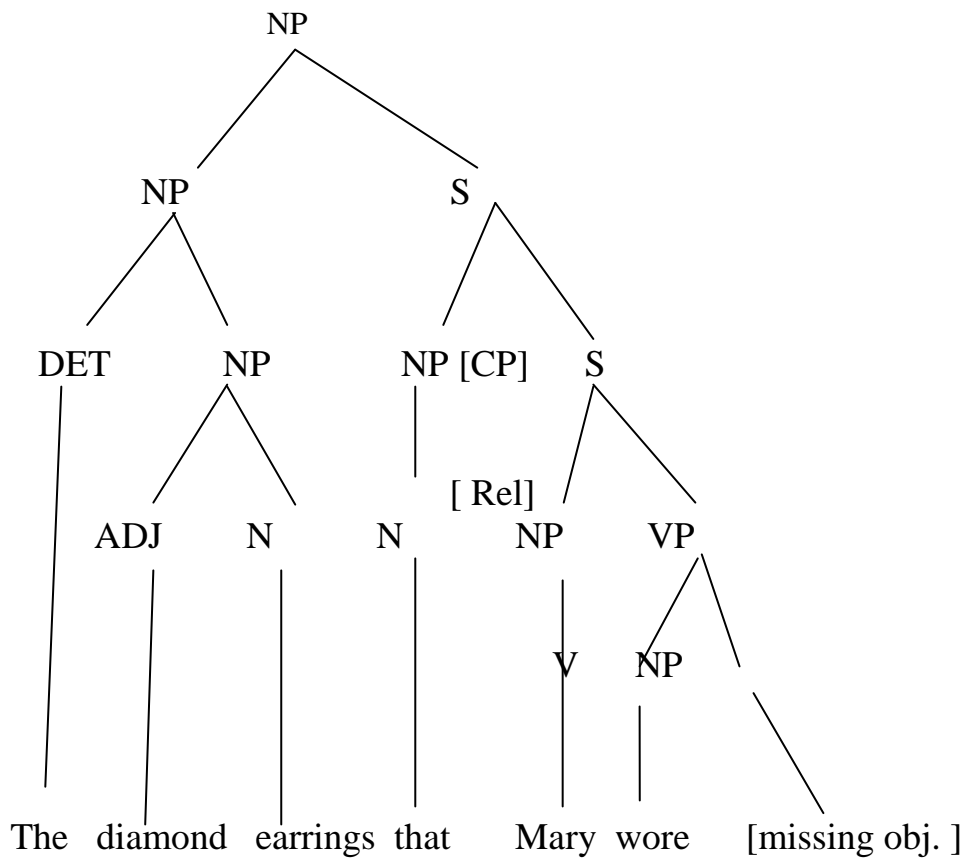 NP
NP S
DET NP NP [CP] S
[ Rel]
ADJ N N NP VP
V NP
The diamond earrings that Mary wore [missing obj. ]